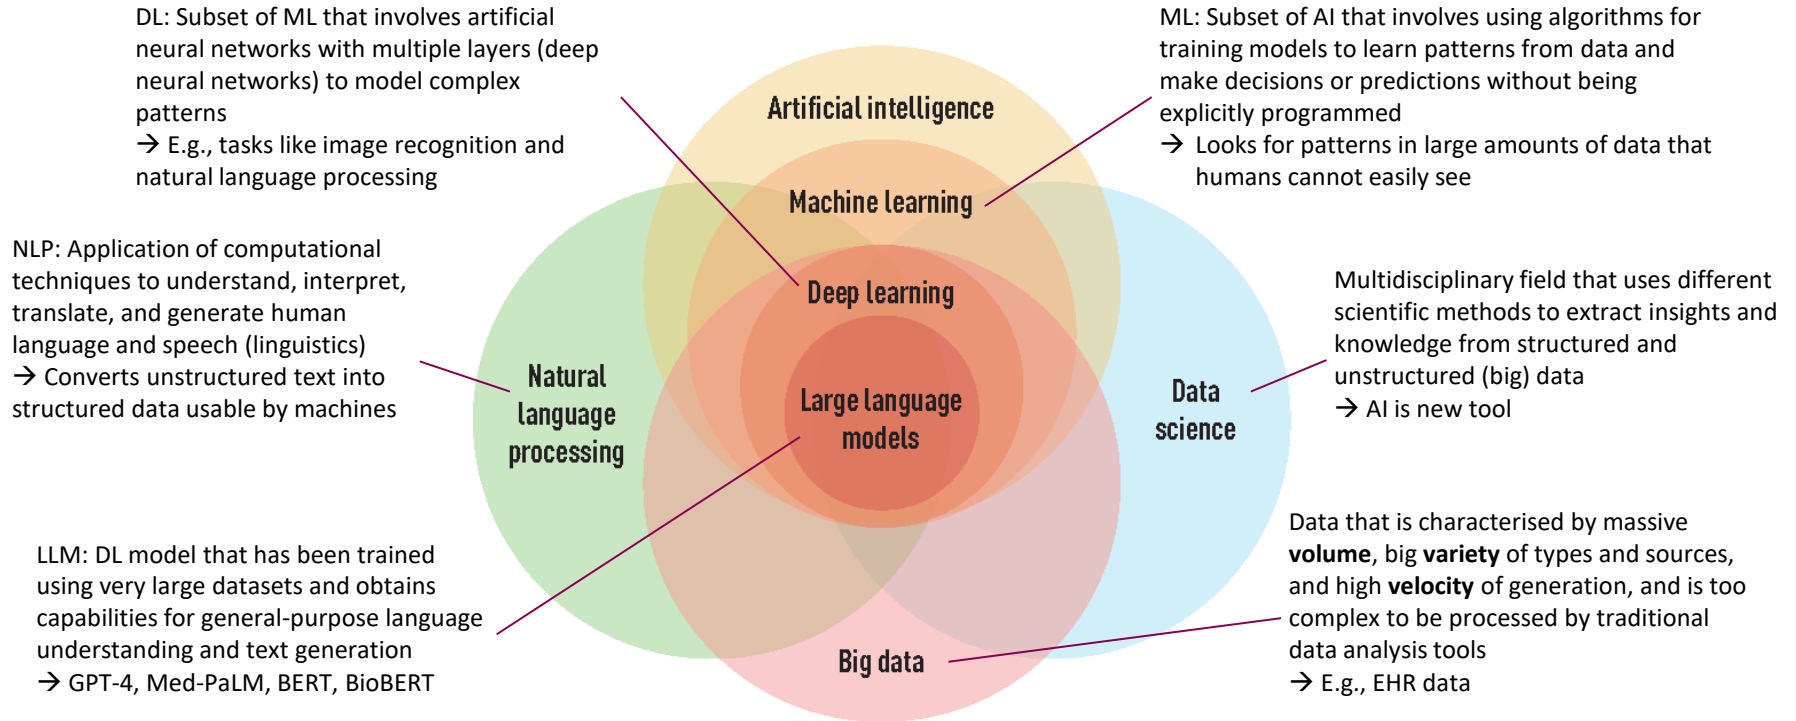 DL: Subset of ML that involves artificial
neural networks with multiple layers (deep
neural networks) to model complex
patterns
→ E.g., tasks like image recognition and
natural language processing
ML: Subset of AI that involves using algorithms for
training models to learn patterns from data and
make decisions or predictions without being
explicitly programmed
→ Looks for patterns in large amounts of data that
humans cannot easily see
Artificial intelligence
Machine learning
Deep learning
Large language
models
NLP: Application of computational
techniques to understand, interpret,
translate, and generate human
language and speech (linguistics)
→ Converts unstructured text into
structured data usable by machines
Natural
language
processing
Data
science
Multidisciplinary field that uses different
scientific methods to extract insights and
knowledge from structured and
unstructured (big) data
→ AI is new tool
LLM: DL model that has been trained
using very large datasets and obtains
capabilities for general-purpose language
understanding and text generation
→ GPT-4, Med-PaLM, BERT, BioBERT
Big data
Data that is characterised by massive
volume, big variety of types and sources,
and high velocity of generation, and is too
complex to be processed by traditional
data analysis tools
→ E.g., EHR data